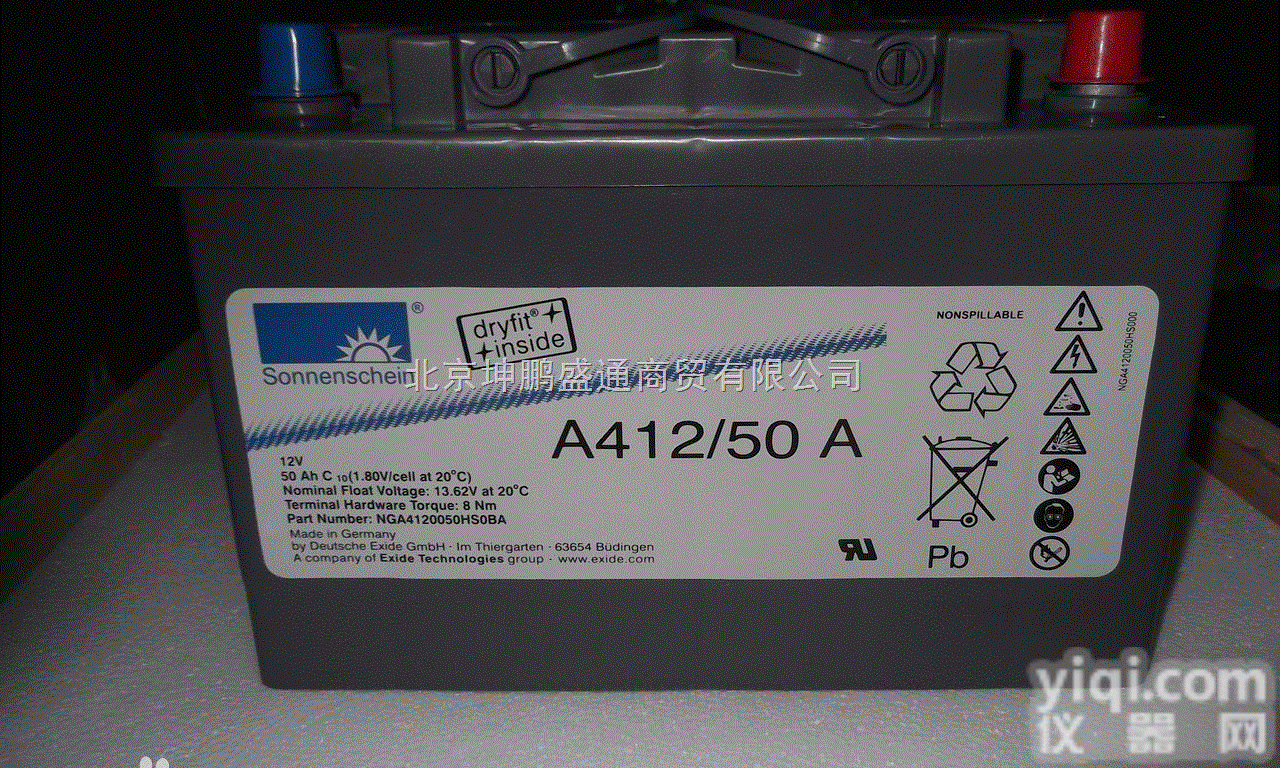 dryfit®
inside
®
Sonnenschein
北京坤鹏盛通商贸有限公司
A412/50 A
12V
50 Ah C 10 (1.80V/cell at 20°C)
Nominal Float Voltage: 13.62V at 20°C
Terminal Hardware Torque: 8 Nm
Part Number: NGA4120050HS0BA
Made in Germany
by Deutsche Exide GmbH · Im Thiergarten · 63654 Büdingen
A company of Exide Technologies group · www.exide.com
NONSPILLABLE
Pb
NGA4120050HS000
yiqi.com
仪器网